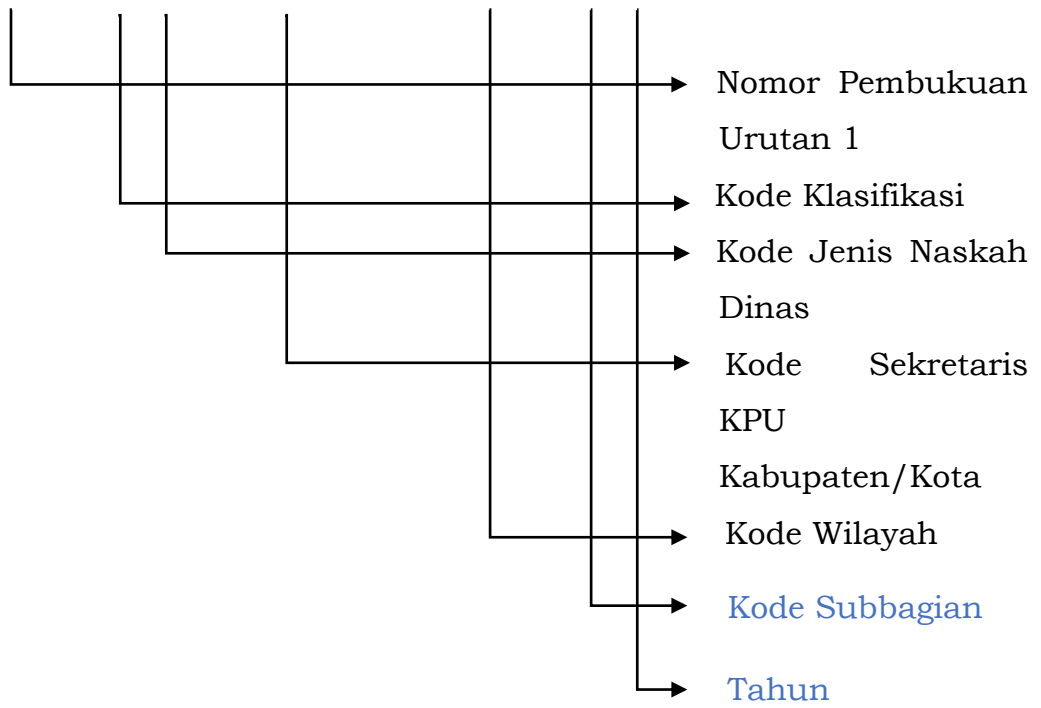 Nomor Pembukuan
Urutan 1
Kode Klasifikasi
Kode Jenis Naskah
Dinas
Kode Sekretaris
KPU
Kabupaten/Kota
Kode Wilayah
Kode Subbagian
Tahun